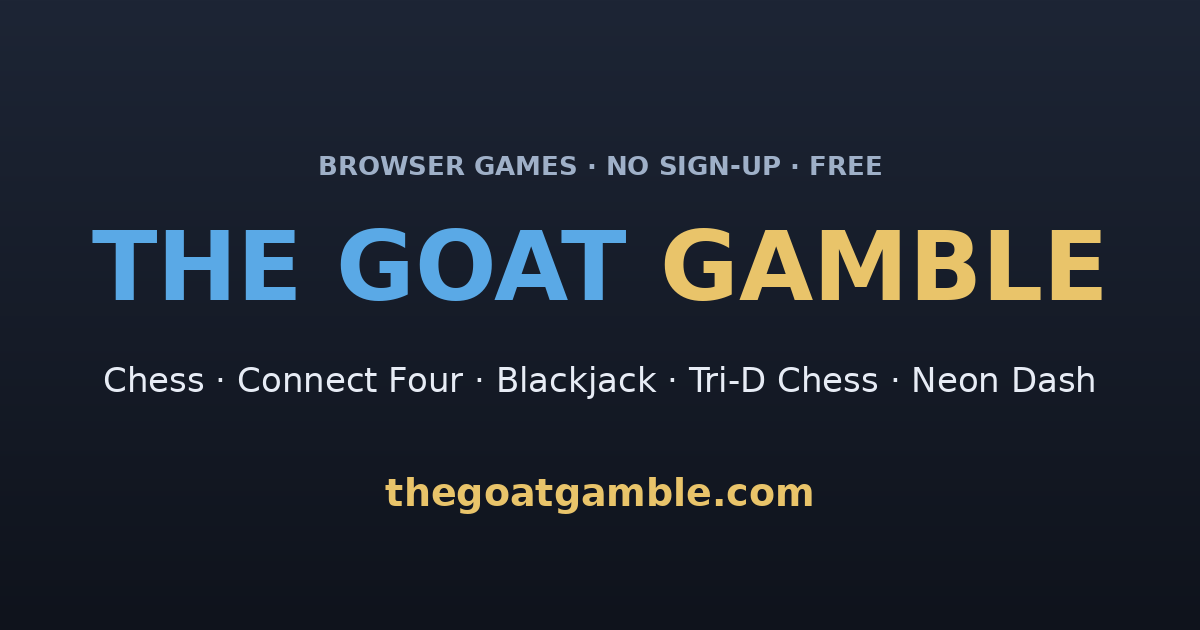 BROWSER GAMES · NO SIGN-UP · FREE
THE GOAT GAMBLE
Chess · Connect Four · Blackjack · Tri-D Chess · Neon Dash
thegoatgamble.com